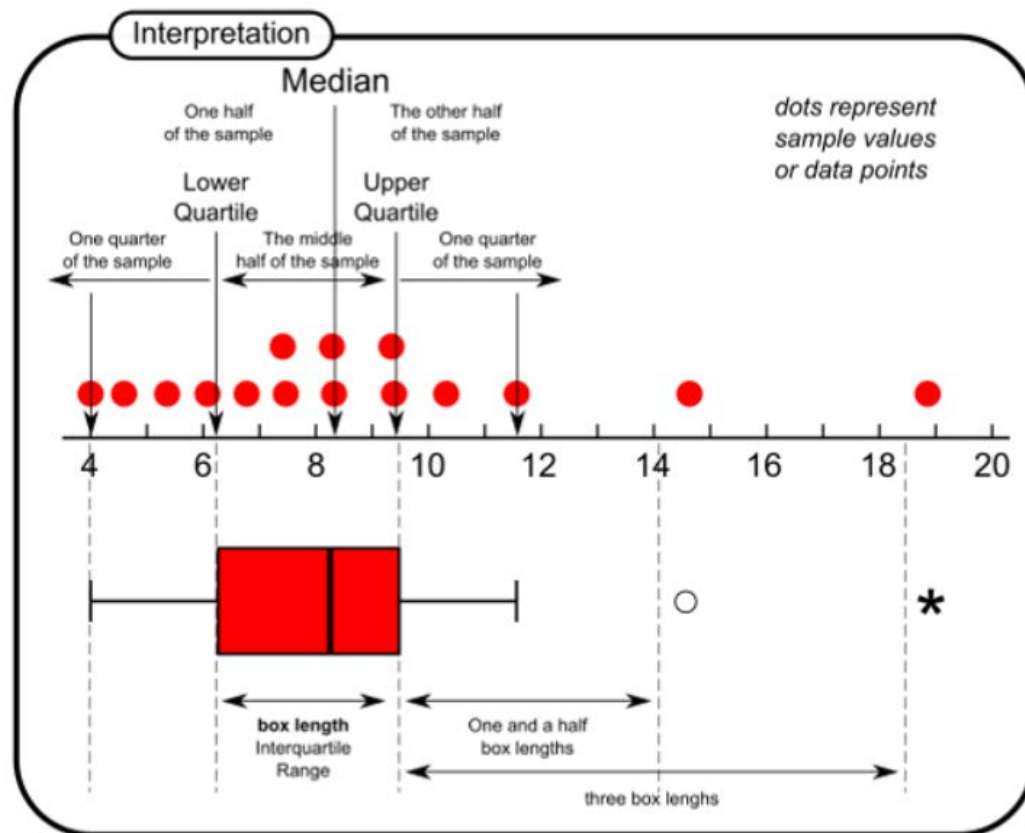 Interpretation
Median
One half
of the sample
The other half
of the sample
dots represent
sample values
or data points
Lower
Quartile
Upper
Quartile
One quarter
of the sample
The middle
half of the sample
One quarter
of the sample
4 6 8 10 12 14 16 18 20
*
box length
Interquartile
Range
One and a half
box lengths
three box lenghs